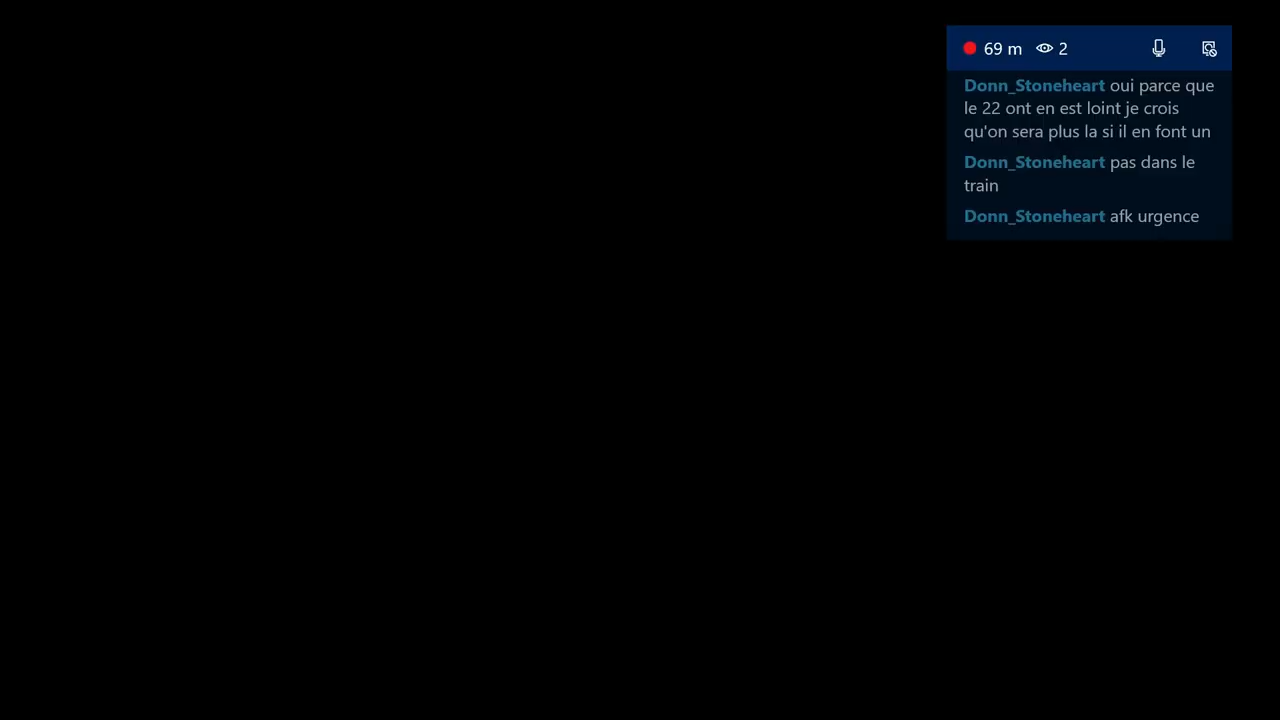 69 m 2
Donn_Stoneheart oui parce que
le 22 ont en est loint je crois
qu'on sera plus la si il en font un
Donn_Stoneheart pas dans le
train
Donn_Stoneheart afk urgence